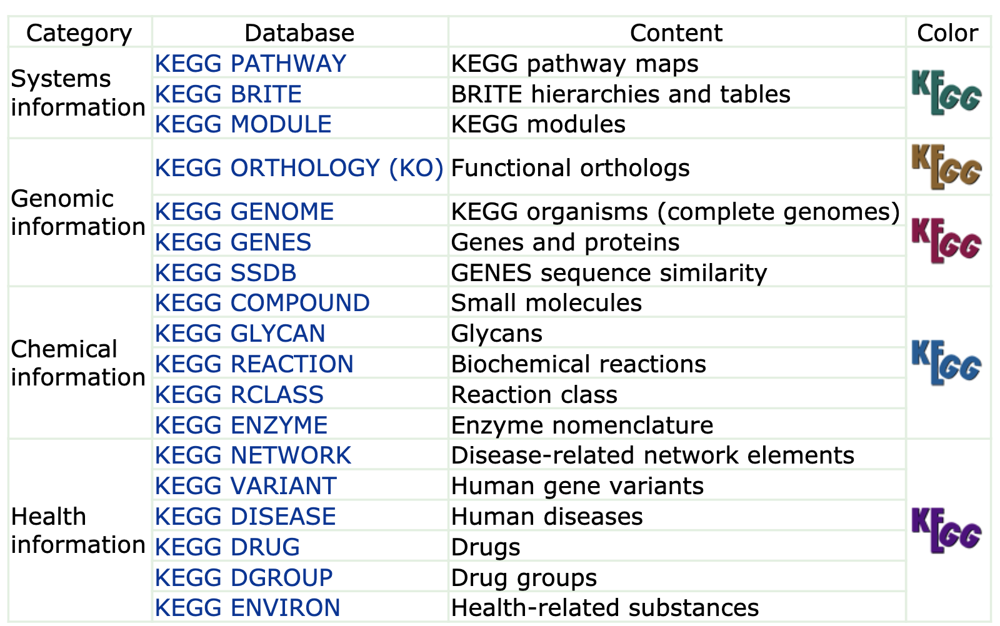 Category Database Content Color
Systems information
KEGG PATHWAY KEGG pathway maps
KEGG BRITE BRITE hierarchies and tables
KEGG MODULE KEGG modules
KEGG
Genomic information
KEGG ORTHOLOGY (KO) Functional orthologs
KEGG
KEGG GENOME KEGG organisms (complete genomes)
KEGG GENES Genes and proteins
KEGG SSDB GENES sequence similarity
KEGG
Chemical information
KEGG COMPOUND Small molecules
KEGG GLYCAN Glycans
KEGG REACTION Biochemical reactions
KEGG RCLASS Reaction class
KEGG ENZYME Enzyme nomenclature
KEGG
Health information
KEGG NETWORK Disease-related network elements
KEGG VARIANT Human gene variants
KEGG DISEASE Human diseases
KEGG DRUG Drugs
KEGG DGROUP Drug groups
KEGG ENVIRON Health-related substances
KEGG